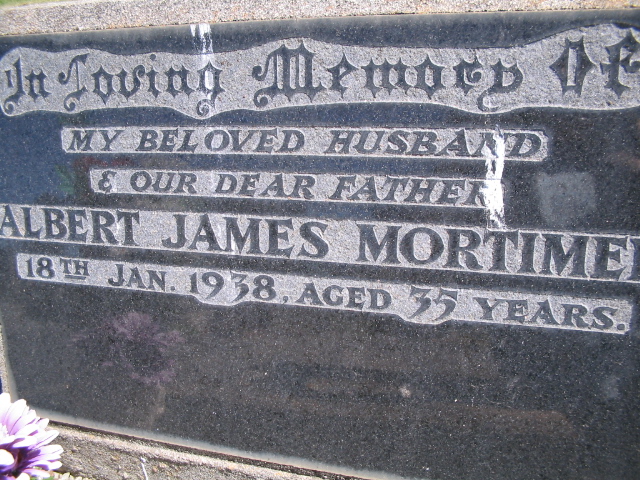 In Loving Memory Of
MY BELOVED HUSBAND
& OUR DEAR FATHER
ALBERT JAMES MORTIMER
18TH JAN. 1938, AGED 35 YEARS.